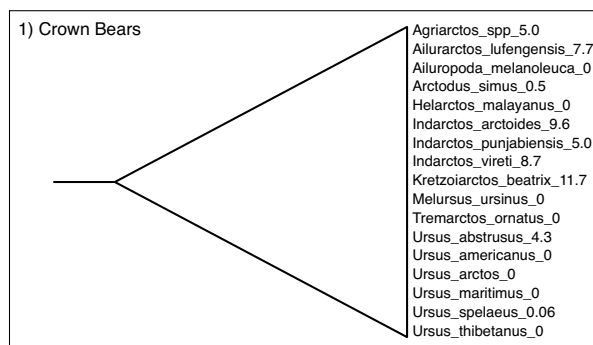 1) Crown Bears
Agriarctos_spp_5.0
Ailurarctos_lufengensis_7.7
Ailuropoda_melanoleuca_0
Arctodus_simus_0.5
Helarctos_malayanus_0
Indarctos_arctoides_9.6
Indarctos_punjabiensis_5.0
Indarctos_vireti_8.7
Kretzoiarctos_beatrix_11.7
Melursus_ursinus_0
Tremarctos_ornatus_0
Ursus_abstrusus_4.3
Ursus_americanus_0
Ursus_arctos_0
Ursus_maritimus_0
Ursus_spelaeus_0.06
Ursus_thibetanus_0